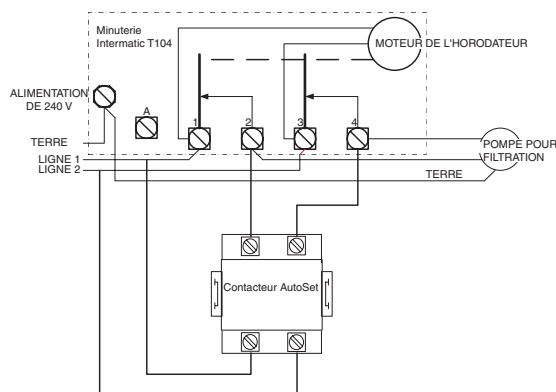 Minuterie
Intermatic T104
MOTEUR DE L'HORODATEUR
ALIMENTATION
DE 240 V
A
1
2
3
4
TERRE
LIGNE 1
LIGNE 2
POMPE POUR
FILTRATION
TERRE
Contacteur AutoSet